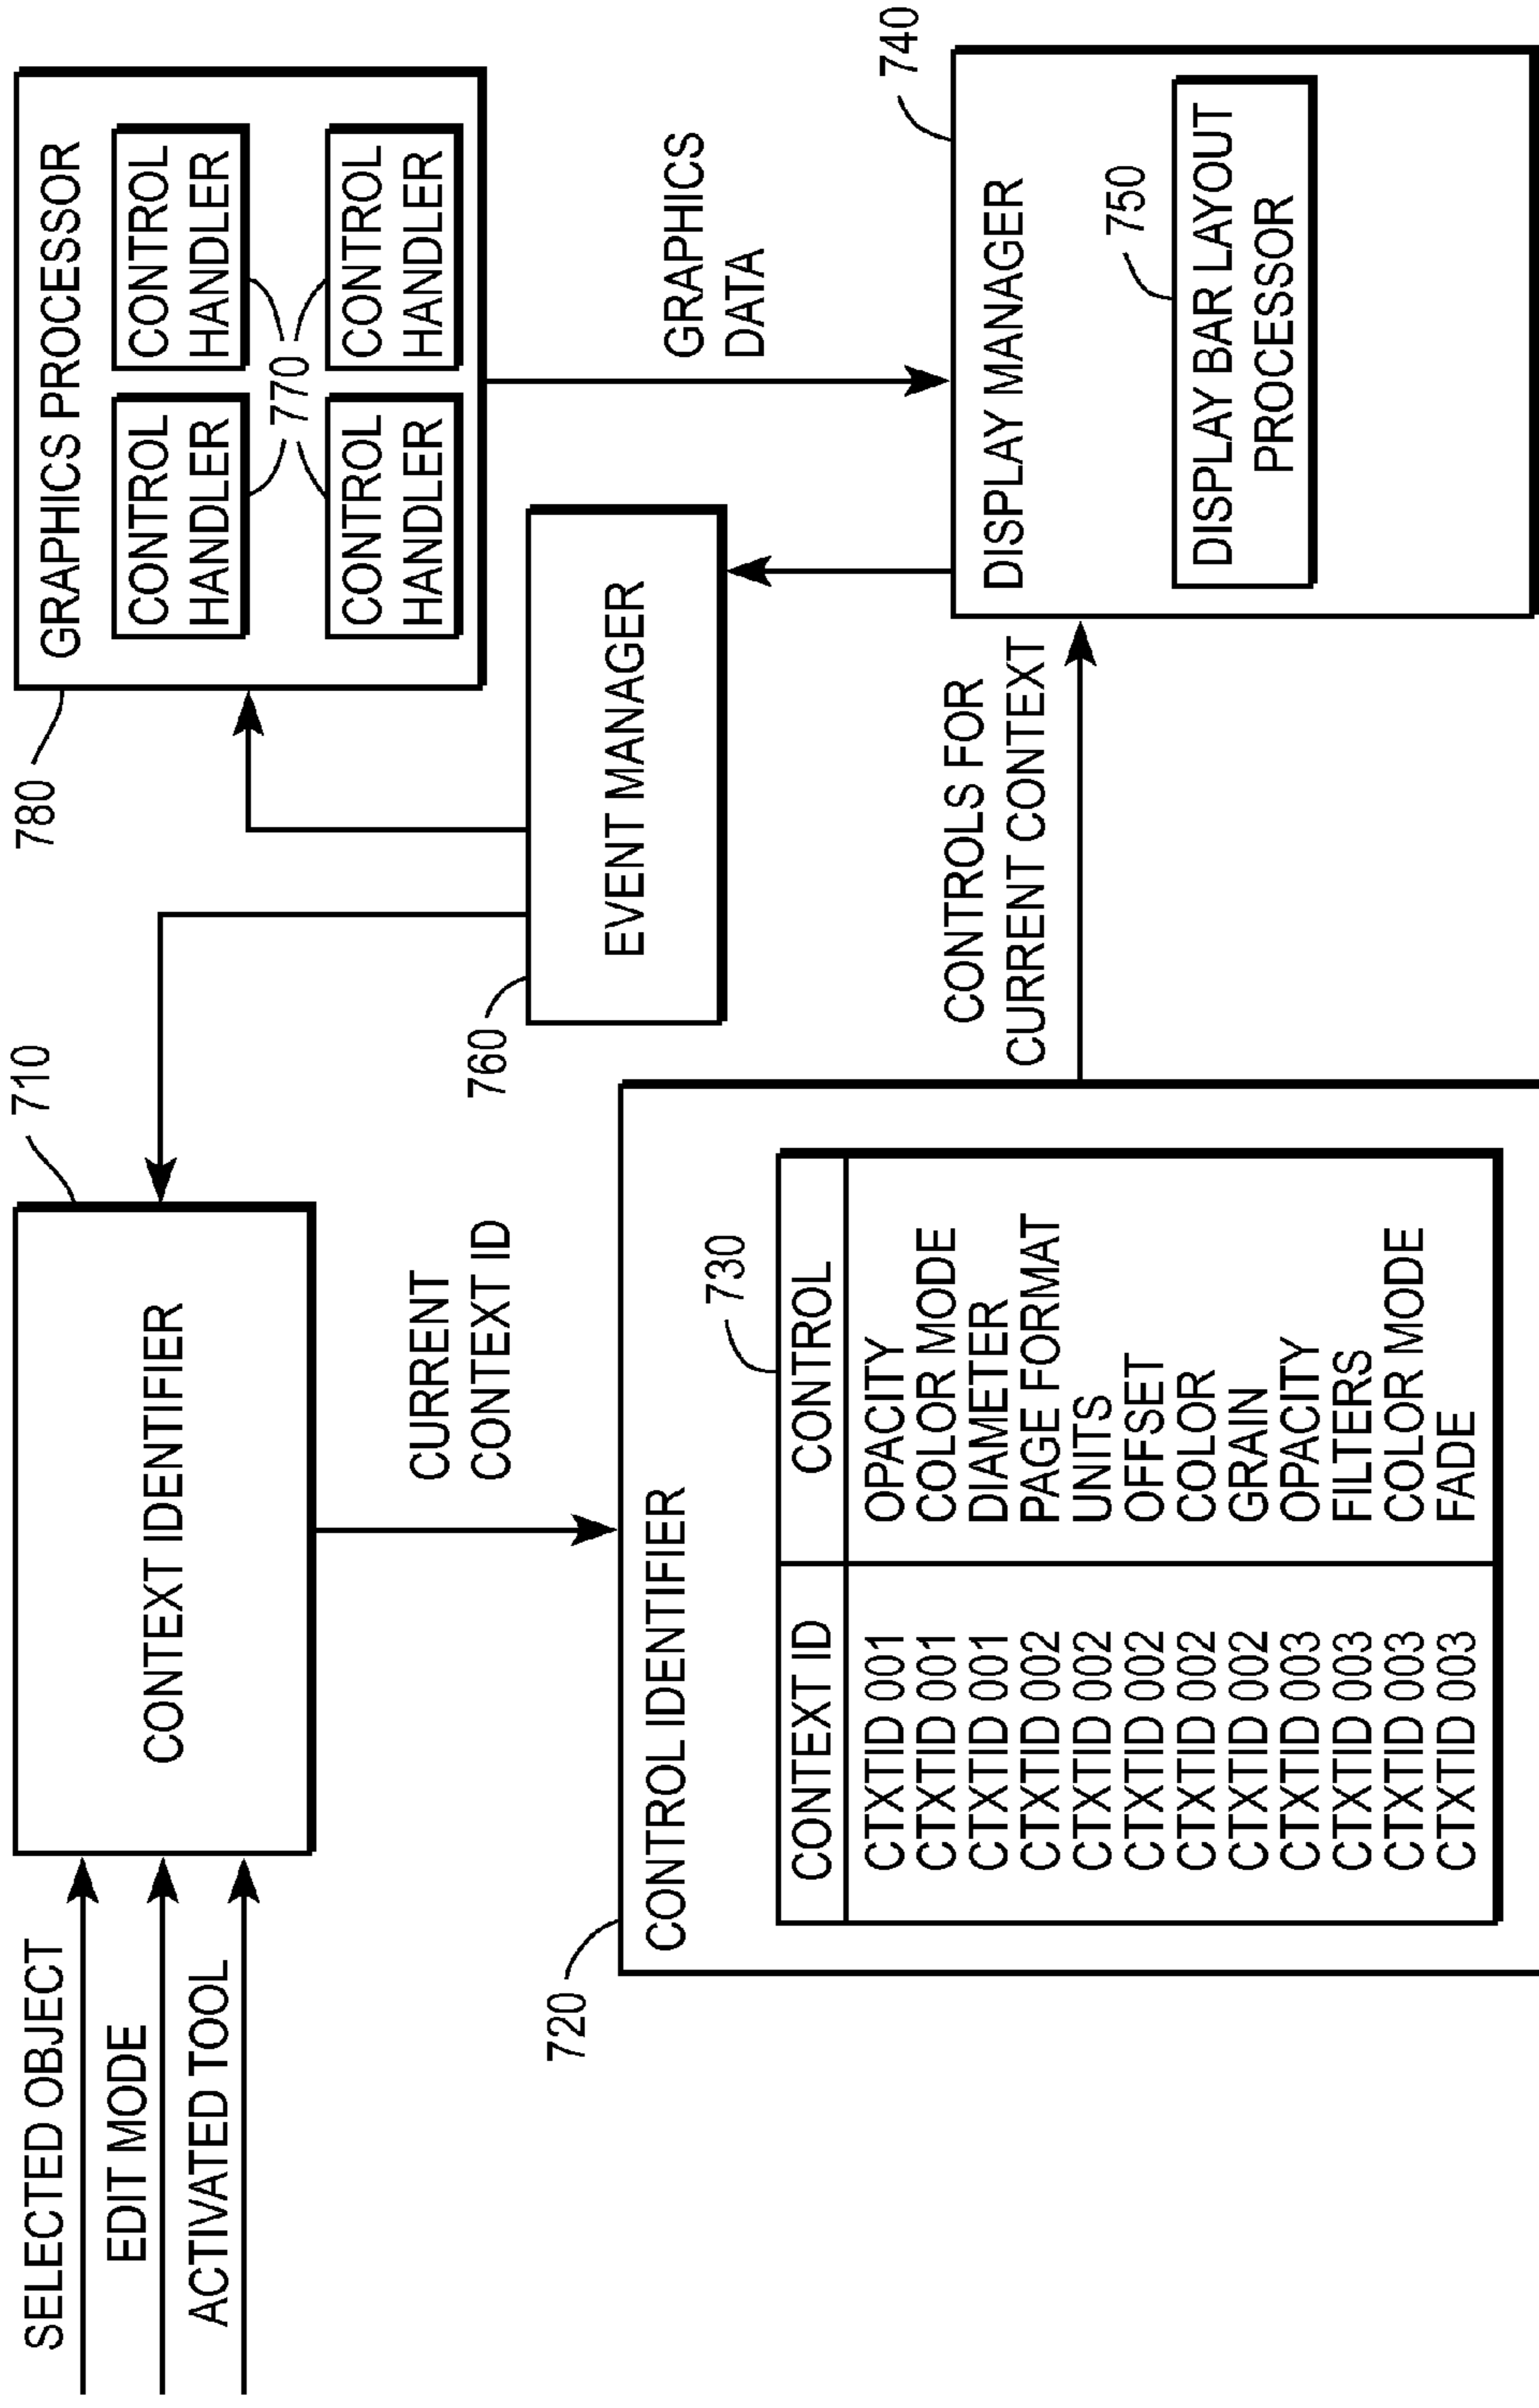 SELECTED OBJECT
EDIT MODE
ACTIVATED TOOL
710
CONTEXT IDENTIFIER
CURRENT
CONTEXT ID
720
CONTROL IDENTIFIER
730
CONTEXT ID CONTROL
CTXTID 001 OPACITY
CTXTID 001 COLOR MODE
CTXTID 001 DIAMETER
CTXTID 002 PAGE FORMAT
CTXTID 002 UNITS
CTXTID 002 OFFSET
CTXTID 002 COLOR
CTXTID 002 GRAIN
CTXTID 003 OPACITY
CTXTID 003 FILTERS
CTXTID 003 COLOR MODE
CTXTID 003 FADE
760
EVENT MANAGER
CONTROLS FOR
CURRENT CONTEXT
780
GRAPHICS PROCESSOR
CONTROL
HANDLER
CONTROL
HANDLER
770
CONTROL
HANDLER
CONTROL
HANDLER
GRAPHICS
DATA
740
DISPLAY MANAGER
750
DISPLAY BAR LAYOUT
PROCESSOR